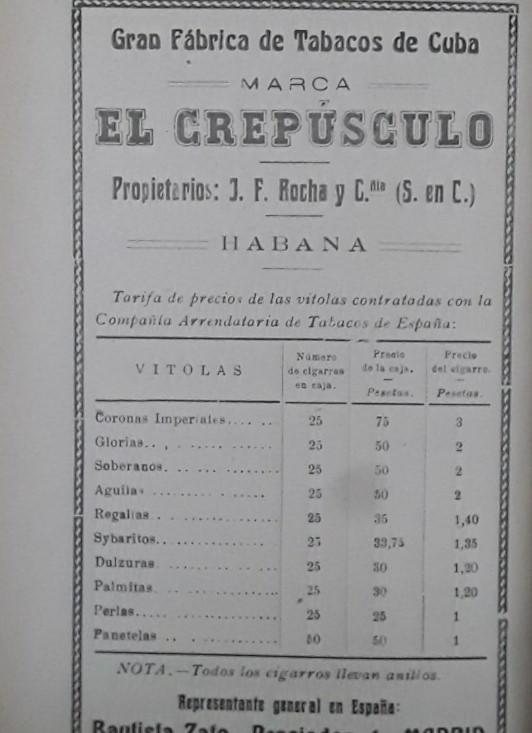 Gran Fábrica de Tabacos de Cuba
MARCA
EL CREPÚSCULO
Propietarios: J. F. Rocha y C.ñia (S. en C.)
HABANA
Tarifa de precios de las vitolas contratadas con la
Compañía Arrendataria de Tabacos de España:
VITOLAS
Número de cigarros en caja.
Precio de la caja. — Pesetas.
Precio del cigarro. — Pesetas.
Coronas Imperiales...... 25 75 3
Glorias.. , .............. 25 50 2
Soberanos. .. ........... 25 50 2
Aguilas ............... 25 50 2
Regalias .. .............. 25 35 1,40
Sybaritos................ 25 33,75 1,35
Dulzuras ............... 25 30 1,20
Palmitas. ............... 25 30 1,20
Perlas................... 25 25 1
Panetelas .. ............ 50 50 1
NOTA.—Todos los cigarros llevan anillos.
Representante general en España:
Bautista Zato
MADRID